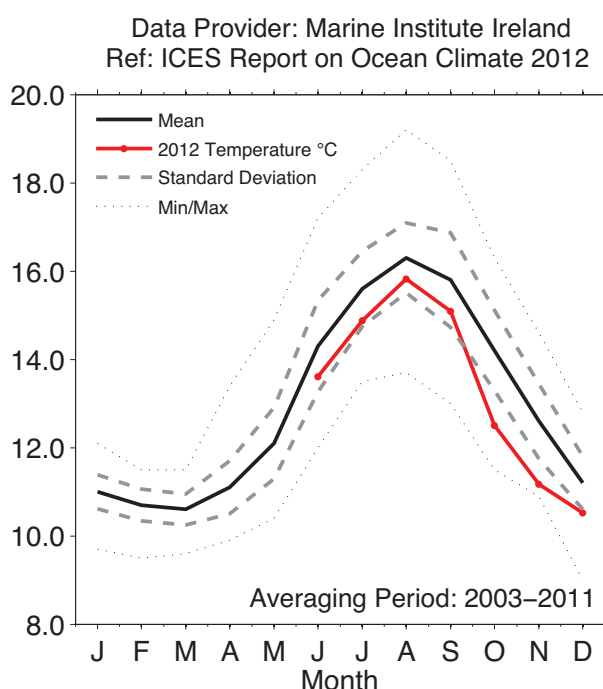 Data Provider: Marine Institute Ireland
Ref: ICES Report on Ocean Climate 2012
20.0
18.0
16.0
14.0
12.0
10.0
8.0
Mean
2012 Temperature °C
Standard Deviation
Min/Max
Averaging Period: 2003–2011
J F M A M J J A S O N D
Month